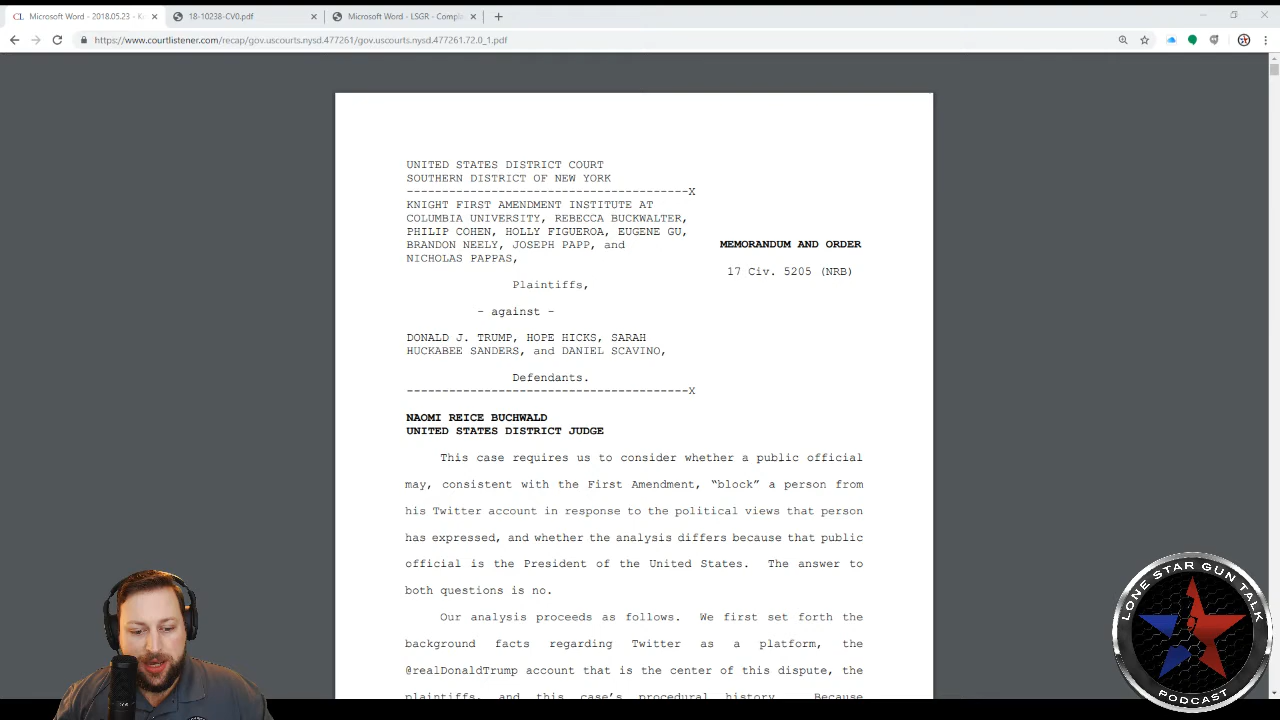 Microsoft Word - 2018.05.23 - K
18-10238-CV0.pdf
Microsoft Word - LSGR - Compla
https://www.courtlistener.com/recap/gov.uscourts.nysd.477261/gov.uscourts.nysd.477261.72.0_1.pdf
UNITED STATES DISTRICT COURT
SOUTHERN DISTRICT OF NEW YORK
----------------------------------------X
KNIGHT FIRST AMENDMENT INSTITUTE AT
COLUMBIA UNIVERSITY, REBECCA BUCKWALTER,
PHILIP COHEN, HOLLY FIGUEROA, EUGENE GU,
BRANDON NEELY, JOSEPH PAPP, and
NICHOLAS PAPPAS,
MEMORANDUM AND ORDER
17 Civ. 5205 (NRB)
Plaintiffs,
- against -
DONALD J. TRUMP, HOPE HICKS, SARAH
HUCKABEE SANDERS, and DANIEL SCAVINO,
Defendants.
----------------------------------------X
NAOMI REICE BUCHWALD
UNITED STATES DISTRICT JUDGE
This case requires us to consider whether a public official
may, consistent with the First Amendment, “block” a person from
his Twitter account in response to the political views that person
has expressed, and whether the analysis differs because that public
official is the President of the United States. The answer to
both questions is no.
Our analysis proceeds as follows. We first set forth the
background facts regarding Twitter as a platform, the
@realDonaldTrump account that is the center of this dispute, the
plaintiffs, and this case’s procedural history. Because
LONE STAR GUN TALK
PODCAST